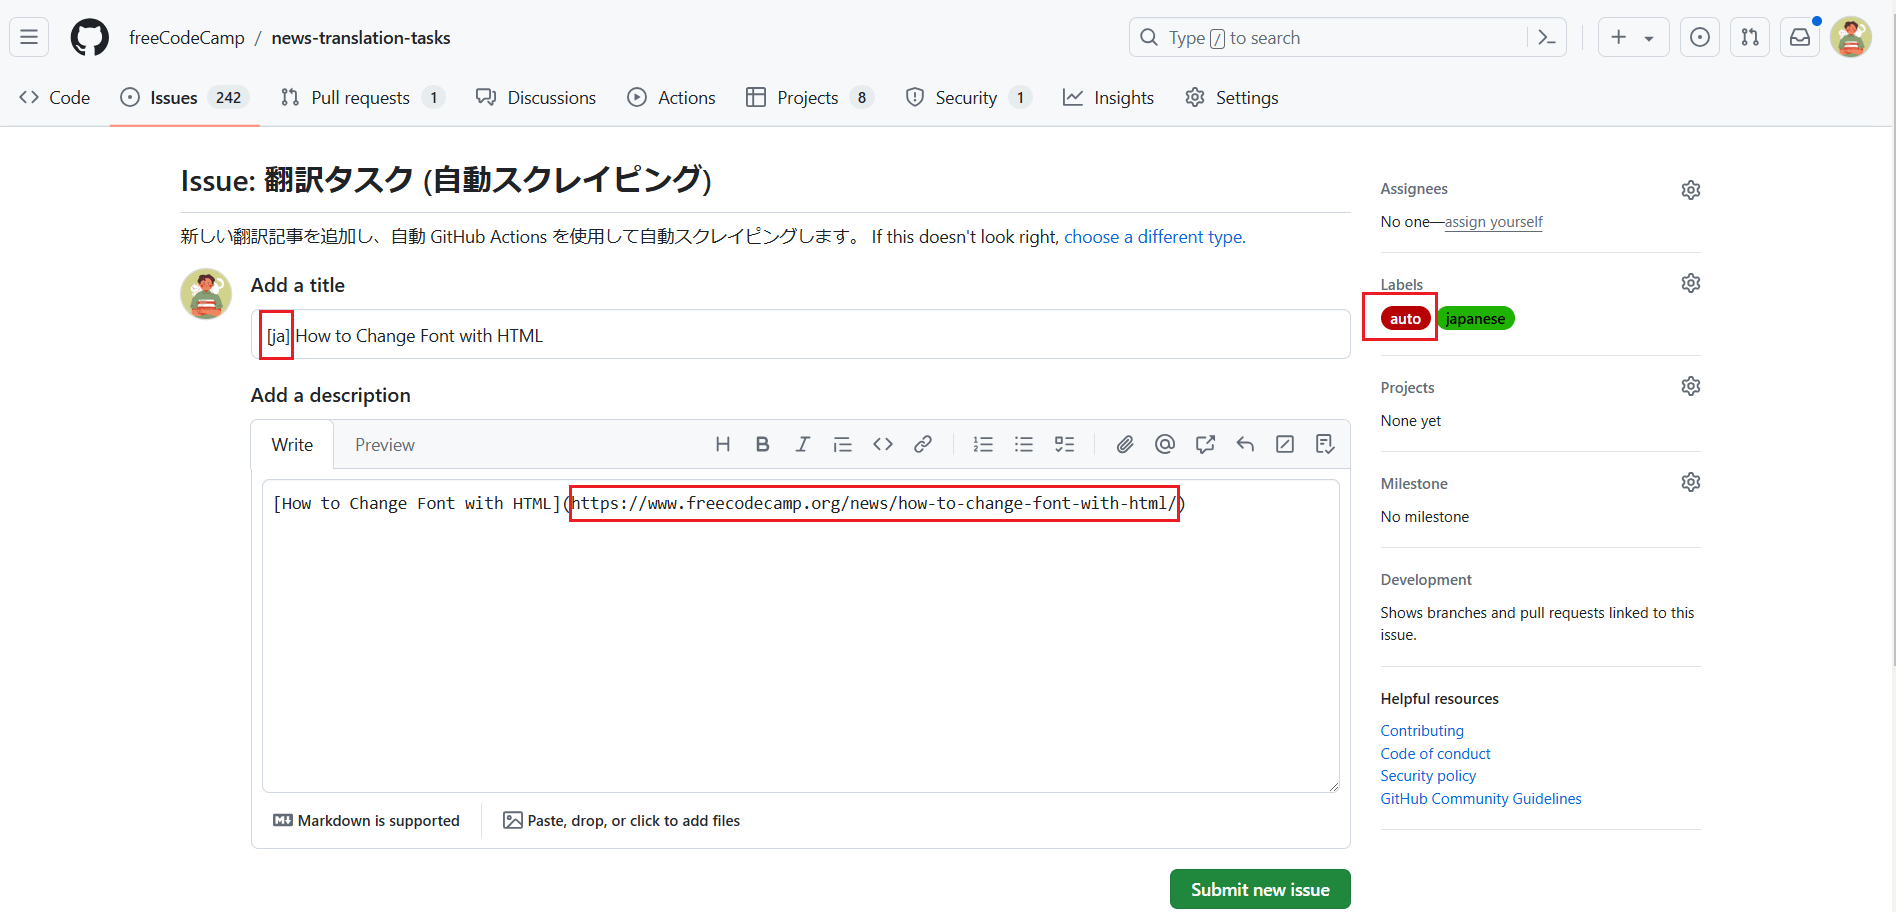 freeCodeCamp / news-translation-tasks
Type / to search
Code
Issues 242
Pull requests 1
Discussions
Actions
Projects 8
Security 1
Insights
Settings
Issue: 翻訳タスク (自動スクレイピング)
新しい翻訳記事を追加し、自動 GitHub Actions を使用して自動スクレイピングします。 If this doesn't look right, choose a different type.
Add a title
[ja] How to Change Font with HTML
Add a description
Write
Preview
[How to Change Font with HTML](https://www.freecodecamp.org/news/how-to-change-font-with-html/)
Markdown is supported
Paste, drop, or click to add files
Submit new issue
Assignees
No one—assign yourself
Labels
auto japanese
Projects
None yet
Milestone
No milestone
Development
Shows branches and pull requests linked to this
issue.
Helpful resources
Contributing
Code of conduct
Security policy
GitHub Community Guidelines